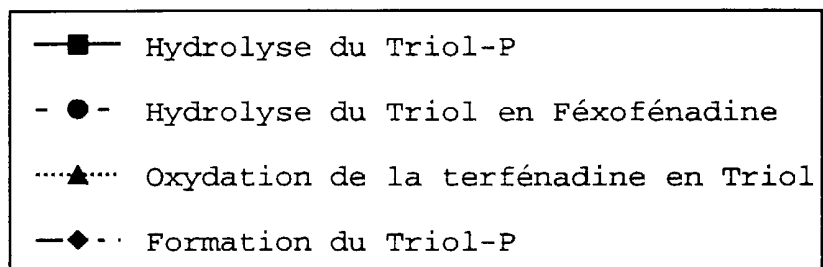 Hydrolyse du Triol-P
Hydrolyse du Triol en Féxofénadine
Oxydation de la terfénadine en Triol
Formation du Triol-P